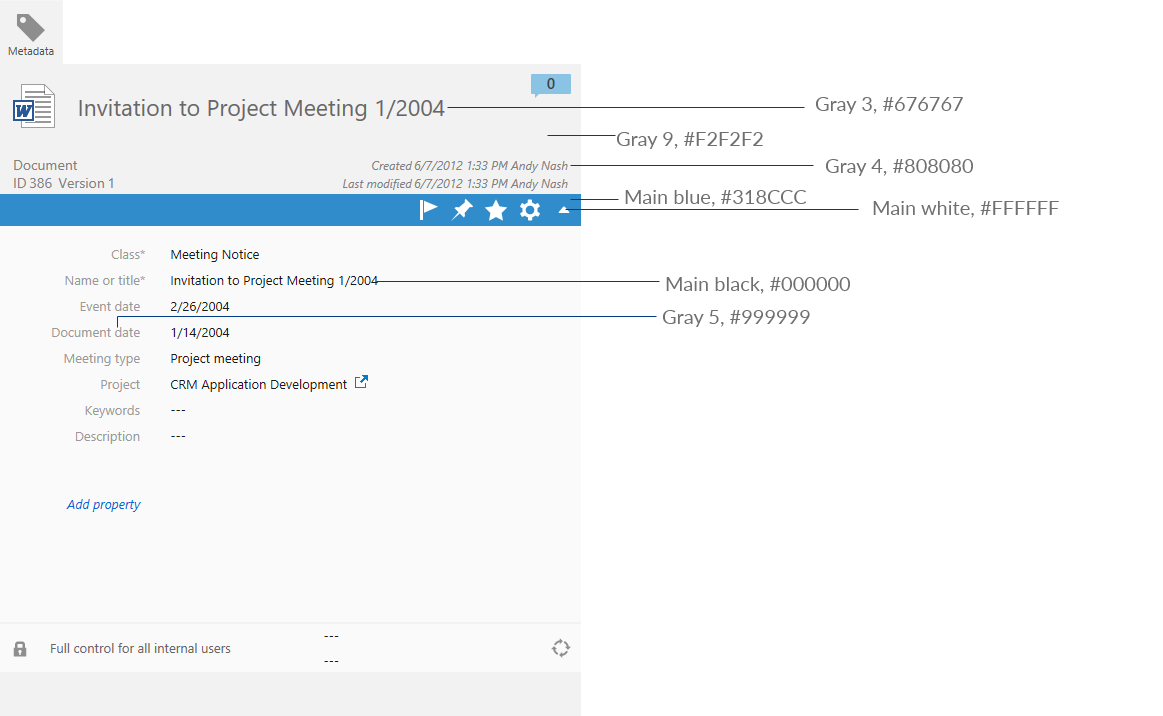 Metadata
0
W
Invitation to Project Meeting 1/2004
Gray 3, #676767
Gray 9, #F2F2F2
Document
Created 6/7/2012 1:33 PM Andy Nash
Gray 4, #808080
ID 386 Version 1
Last modified 6/7/2012 1:33 PM Andy Nash
Main blue, #318CCC
Main white, #FFFFFF
Class* Meeting Notice
Name or title* Invitation to Project Meeting 1/2004
Main black, #000000
Event date 2/26/2004
Gray 5, #999999
Document date 1/14/2004
Meeting type Project meeting
Project CRM Application Development
Keywords ---
Description ---
Add property
---
Full control for all internal users
---